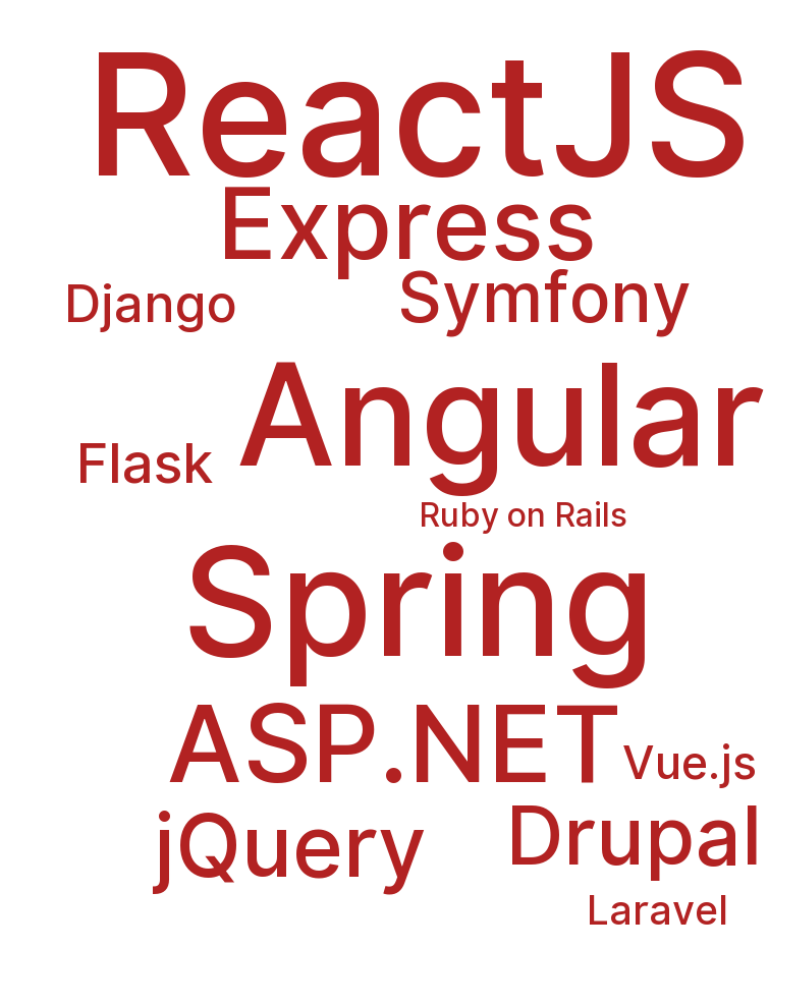 ReactJS
Express
Django
Symfony
Angular
Flask
Ruby on Rails
Spring
ASP.NET
Vue.js
jQuery
Drupal
Laravel